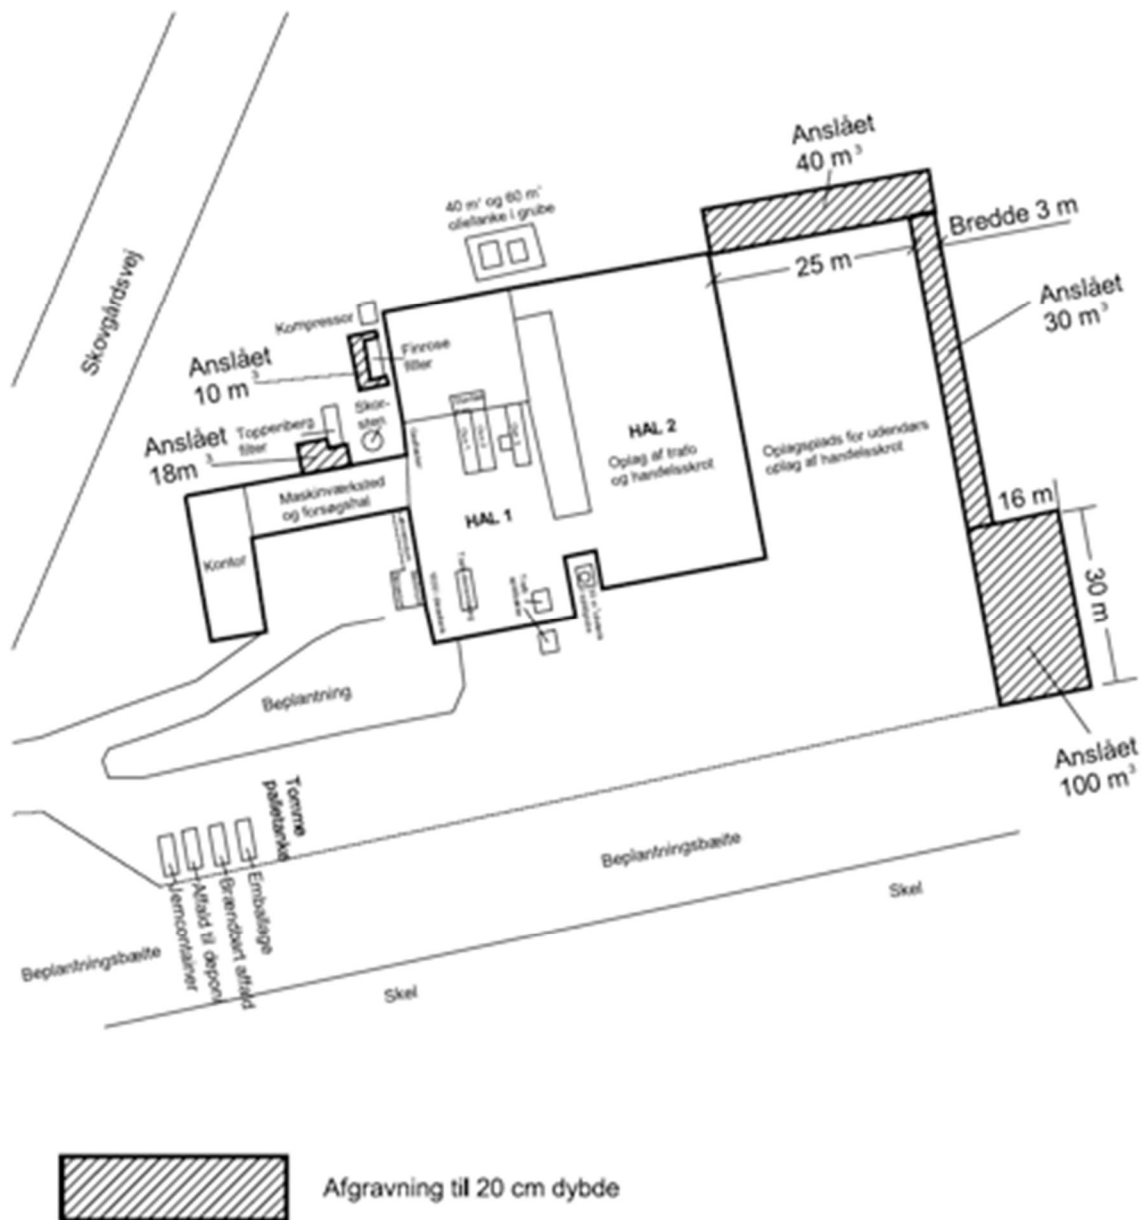 Anslået
40 m³
40 m³ og 60 m³
olietanke i grube
Bredde 3 m
25 m
Skovgårdsvej
Anslået
30 m³
Kompressor
Anslået
10 m³
Finrose
filter
Skor-
sten
Anslået
18m³
Toppenberg
filter
HAL 2
Oplag af trafo
og handelsskrot
Oplagsplads for udendørs
oplag af handelsskrot
Maskinværksted
og forsøgshal
HAL 1
16 m
Kontor
30 m
Beplantning
Anslået
100 m³
Tomme
palletanke
Beplantningsbælte
Skel
Emballage
Brændbart affald
Affald til deponi
Jerncontainer
Beplantningsbælte
Skel
Afgravning til 20 cm dybde